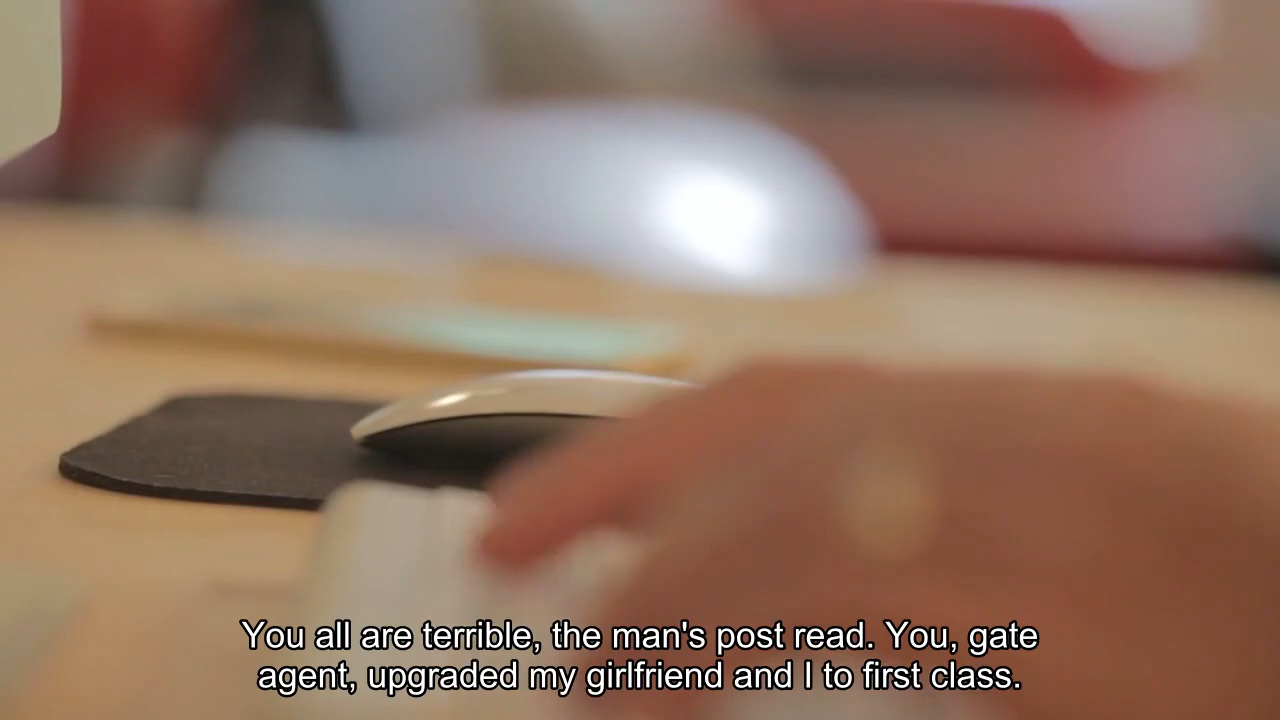 You all are terrible, the man's post read. You, gate
agent, upgraded my girlfriend and I to first class.